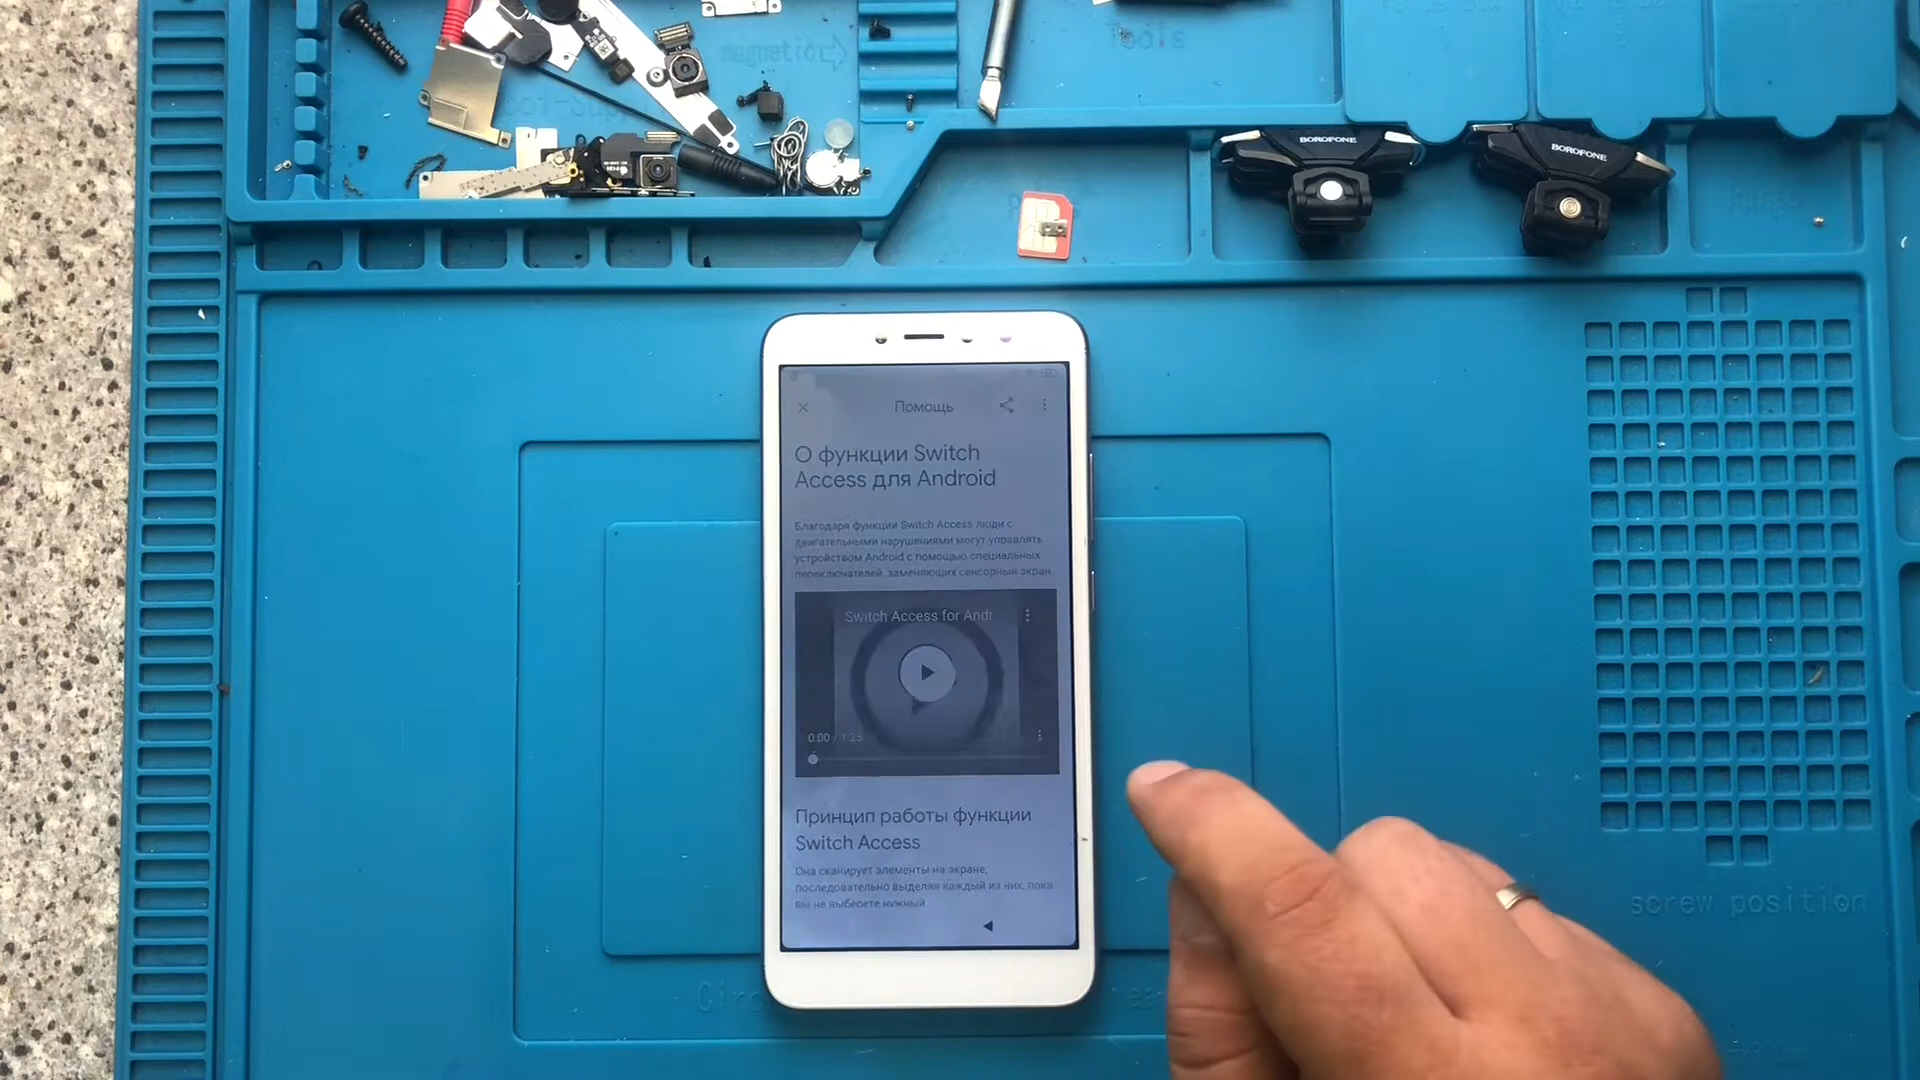 magnetic
Tools
BOROFONE
BOROFONE
Помощь
О функции Switch
Access для Android
Благодаря функции Switch Access люди с
двигательными нарушениями могут управлять
устройством Android с помощью специальных
переключателей, заменяющих сенсорный экран.
Switch Access for Andr
0:00 / 1:25
Принцип работы функции
Switch Access
Она сканирует элементы на экране,
последовательно выделяя каждый из них, пока
вы не выберете нужный
screw position